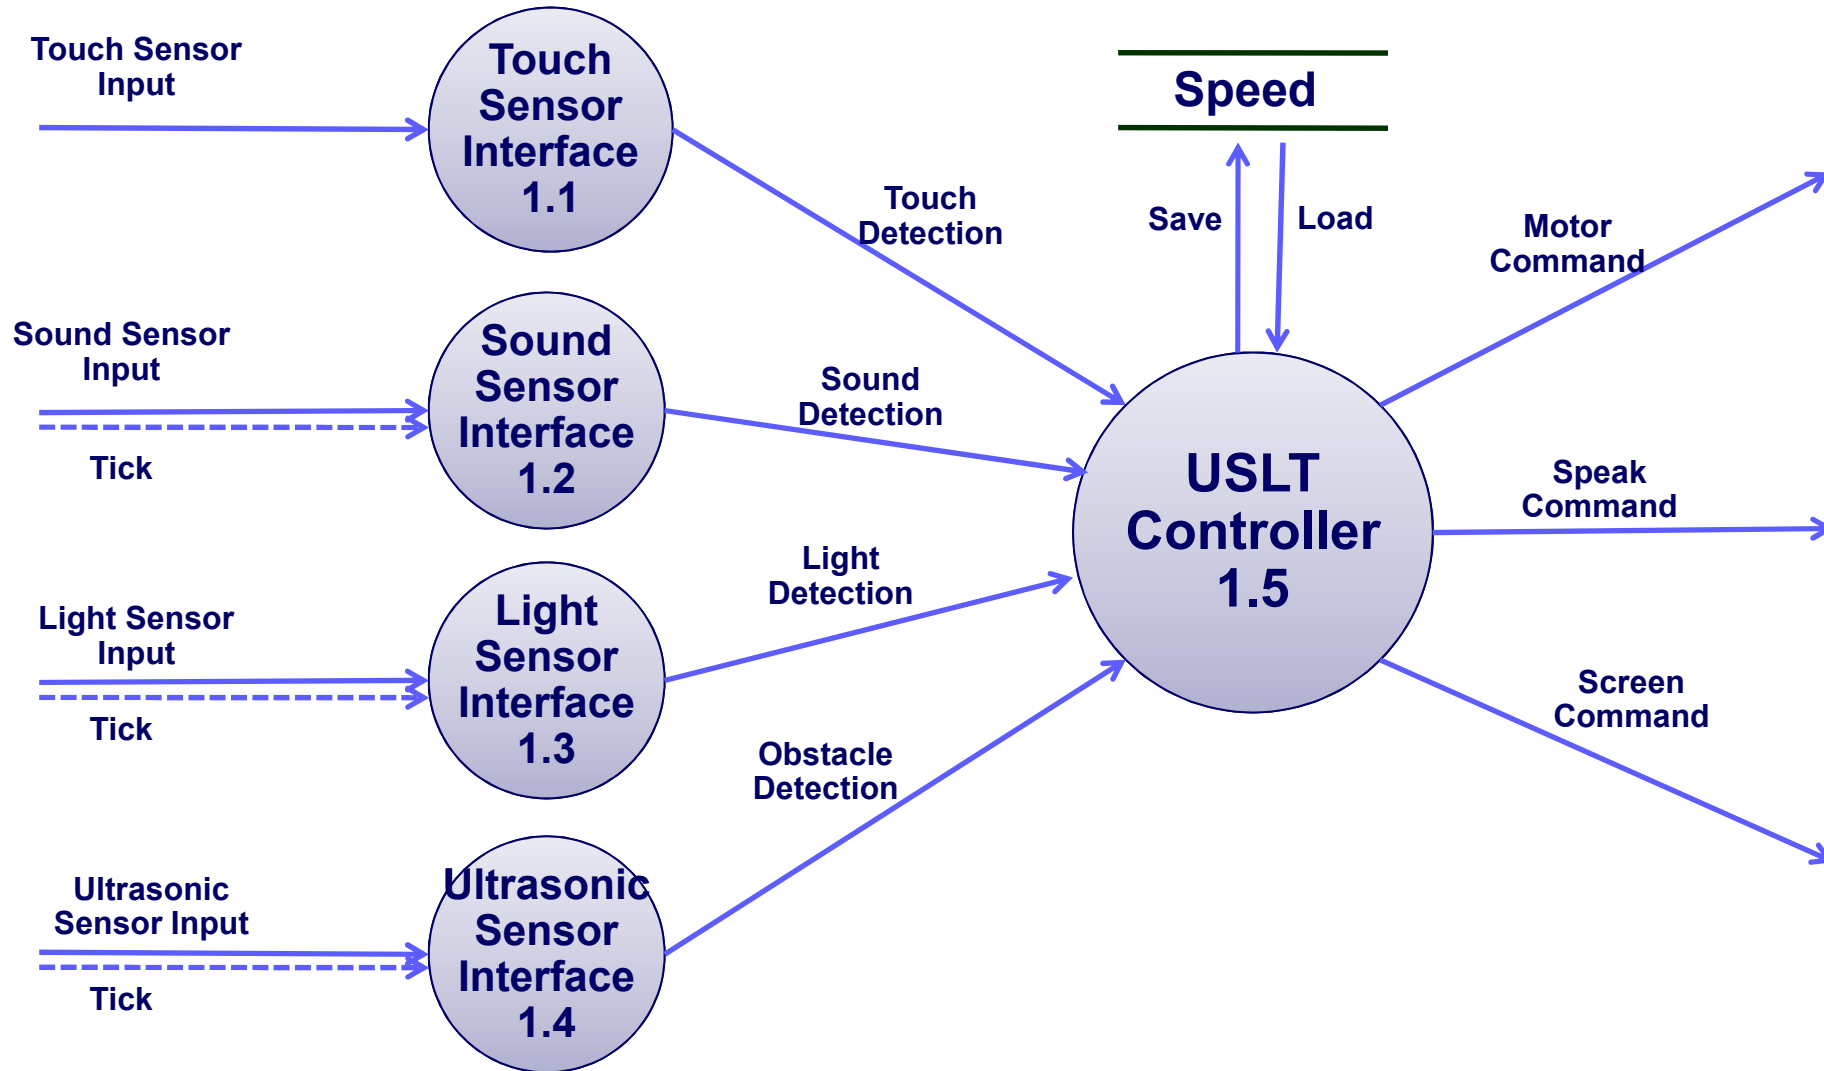 Touch Sensor
Input
Touch
Sensor
Interface
1.1
Speed
Touch
Detection
Save
Load
Motor
Command
Sound Sensor
Input
Tick
Sound
Sensor
Interface
1.2
Sound
Detection
USLT
Controller
1.5
Speak
Command
Light Sensor
Input
Tick
Light
Sensor
Interface
1.3
Light
Detection
Screen
Command
Ultrasonic
Sensor Input
Tick
Ultrasonic
Sensor
Interface
1.4
Obstacle
Detection